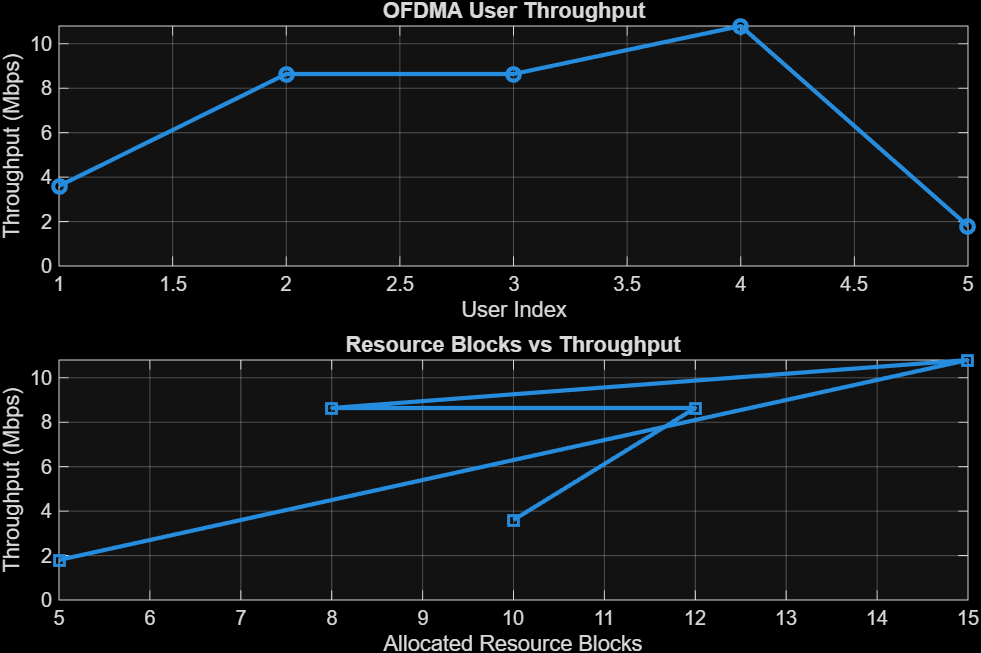 OFDMA User Throughput
Throughput (Mbps)
10
8
6
4
2
0
1 1.5 2 2.5 3 3.5 4 4.5 5
User Index
Resource Blocks vs Throughput
Throughput (Mbps)
10
8
6
4
2
0
5 6 7 8 9 10 11 12 13 14 15
Allocated Resource Blocks